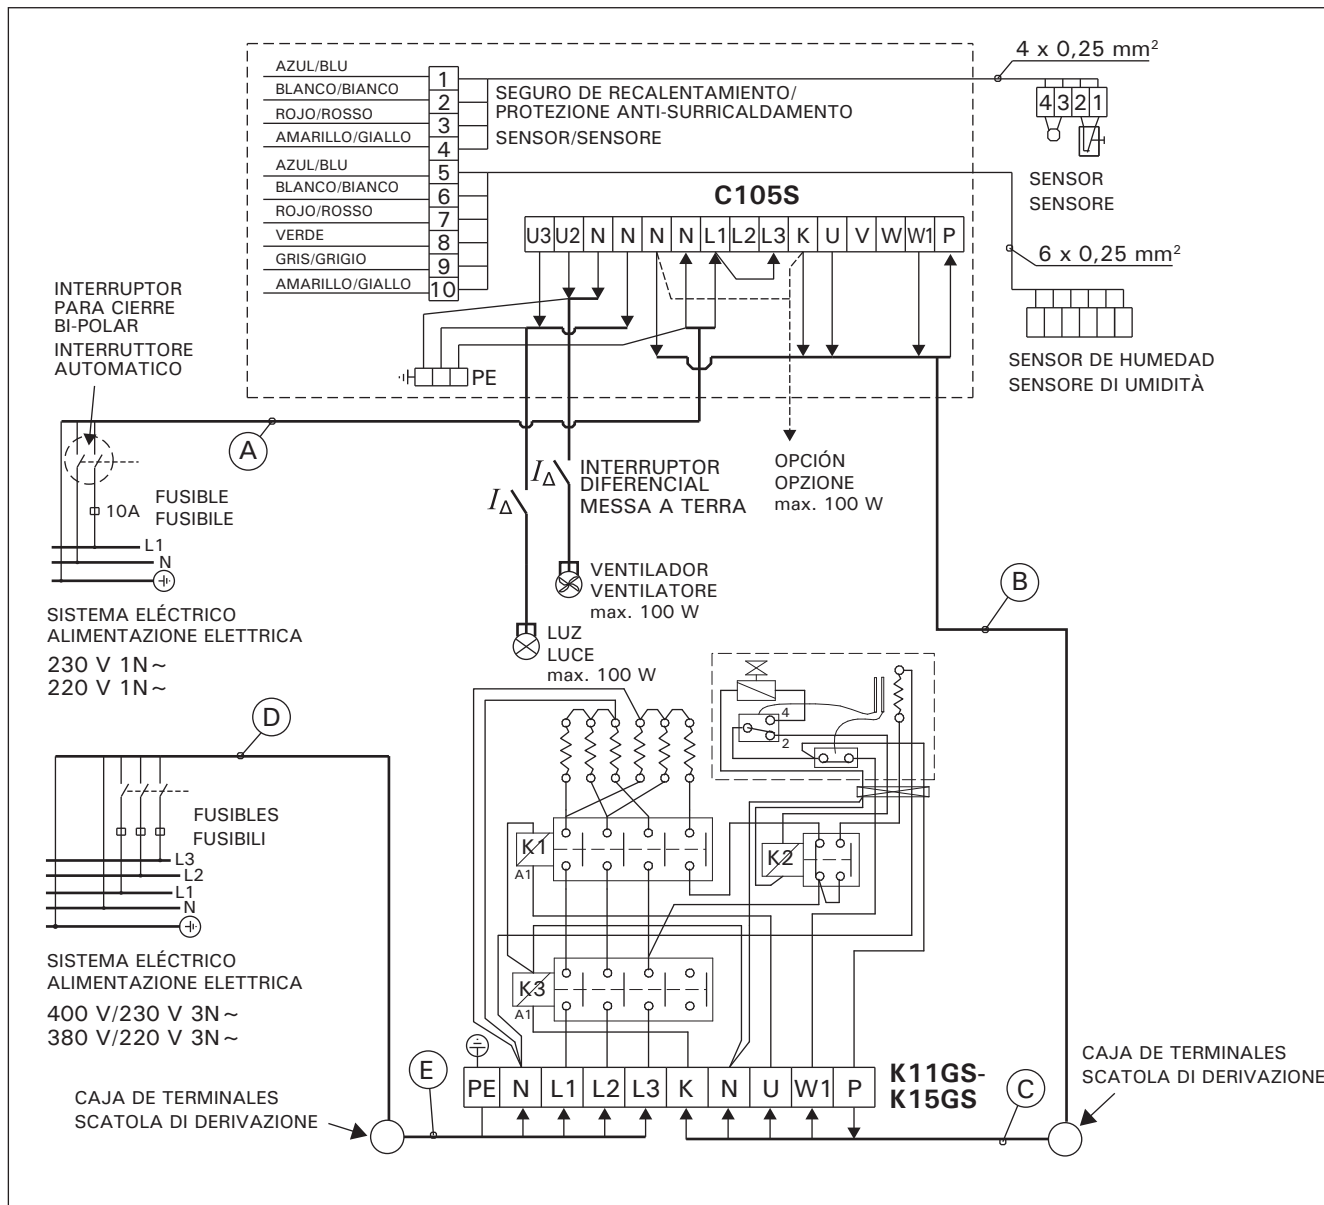 AZUL/BLU 1
BLANCO/BIANCO 2
ROJO/ROSSO 3
AMARILLO/GIALLO 4
AZUL/BLU 5
BLANCO/BIANCO 6
ROJO/ROSSO 7
VERDE 8
GRIS/GRIGIO 9
AMARILLO/GIALLO 10
SEGURO DE RECALENTAMIENTO/
PROTEZIONE ANTI-SURRICALDAMENTO
SENSOR/SENSORE
4 x 0,25 mm²
4 3 2 1
SENSOR
SENSORE
C105S
U3 U2 N N N N L1 L2 L3 K U V W W1 P
6 x 0,25 mm²
SENSOR DE HUMEDAD
SENSORE DI UMIDITÀ
INTERRUPTOR
PARA CIERRE
BI-POLAR
INTERRUTTORE
AUTOMATICO
PE
A
FUSIBLE
FUSIBILE
10A
L1
N
SISTEMA ELÉCTRICO
ALIMENTAZIONE ELETTRICA
230 V 1N~
220 V 1N~
IΔ
IΔ
INTERRUPTOR
DIFERENCIAL
MESSA A TERRA
OPCIÓN
OPZIONE
max. 100 W
VENTILADOR
VENTILATORE
max. 100 W
LUZ
LUCE
max. 100 W
B
D
4
2
FUSIBLES
FUSIBILI
L3
L2
L1
N
SISTEMA ELÉCTRICO
ALIMENTAZIONE ELETTRICA
400 V/230 V 3N~
380 V/220 V 3N~
K1
A1
K2
K3
A1
PE N L1 L2 L3 K N U W1 P
K11GS-
K15GS
E
C
CAJA DE TERMINALES
SCATOLA DI DERIVAZIONE
CAJA DE TERMINALES
SCATOLA DI DERIVAZIONE